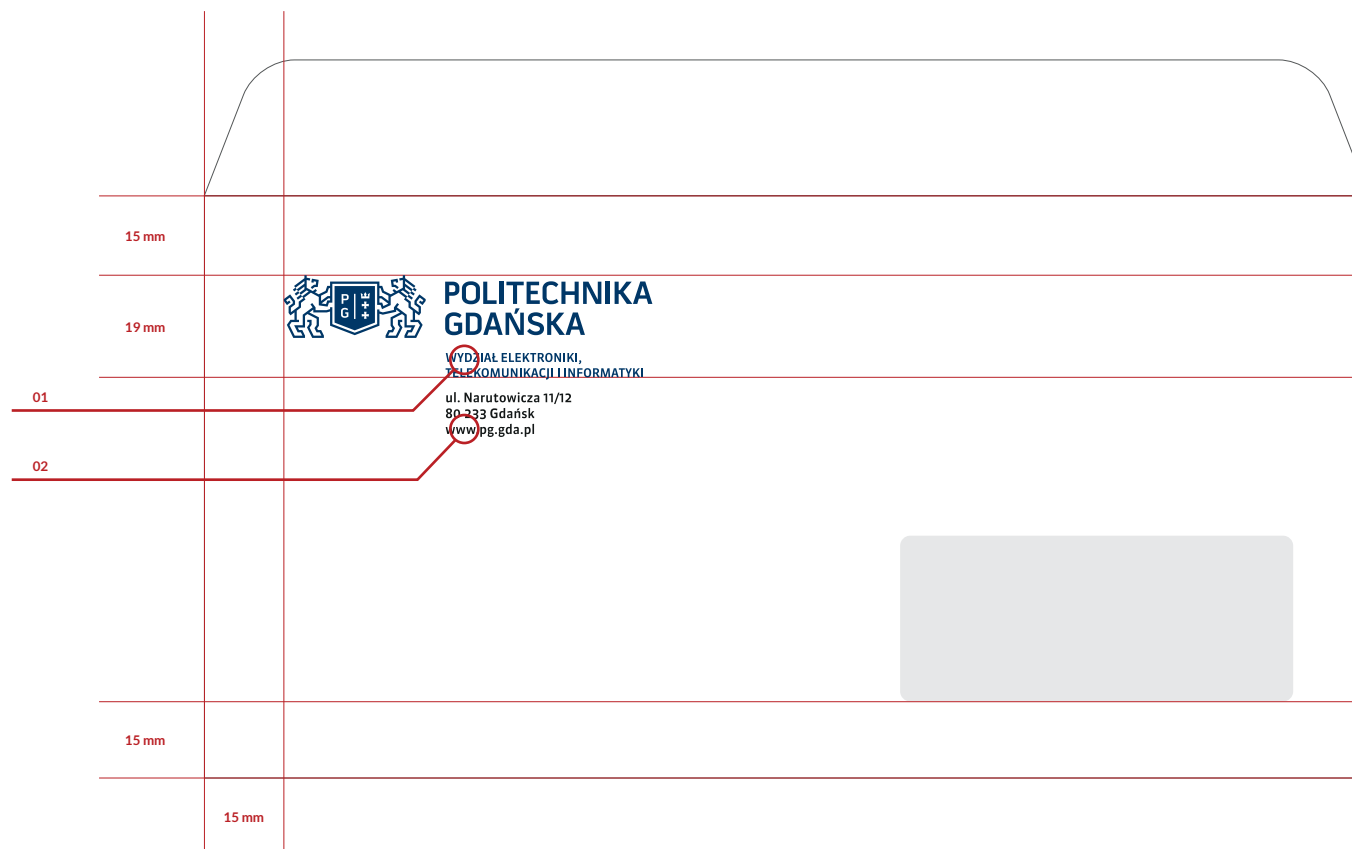 15 mm
19 mm
P
G
POLITECHNIKA
GDAŃSKA
WYDZIAŁ ELEKTRONIKI,
TELEKOMUNIKACJI I INFORMATYKI
01
ul. Narutowicza 11/12
80-233 Gdańsk
www.pg.gda.pl
02
15 mm
15 mm